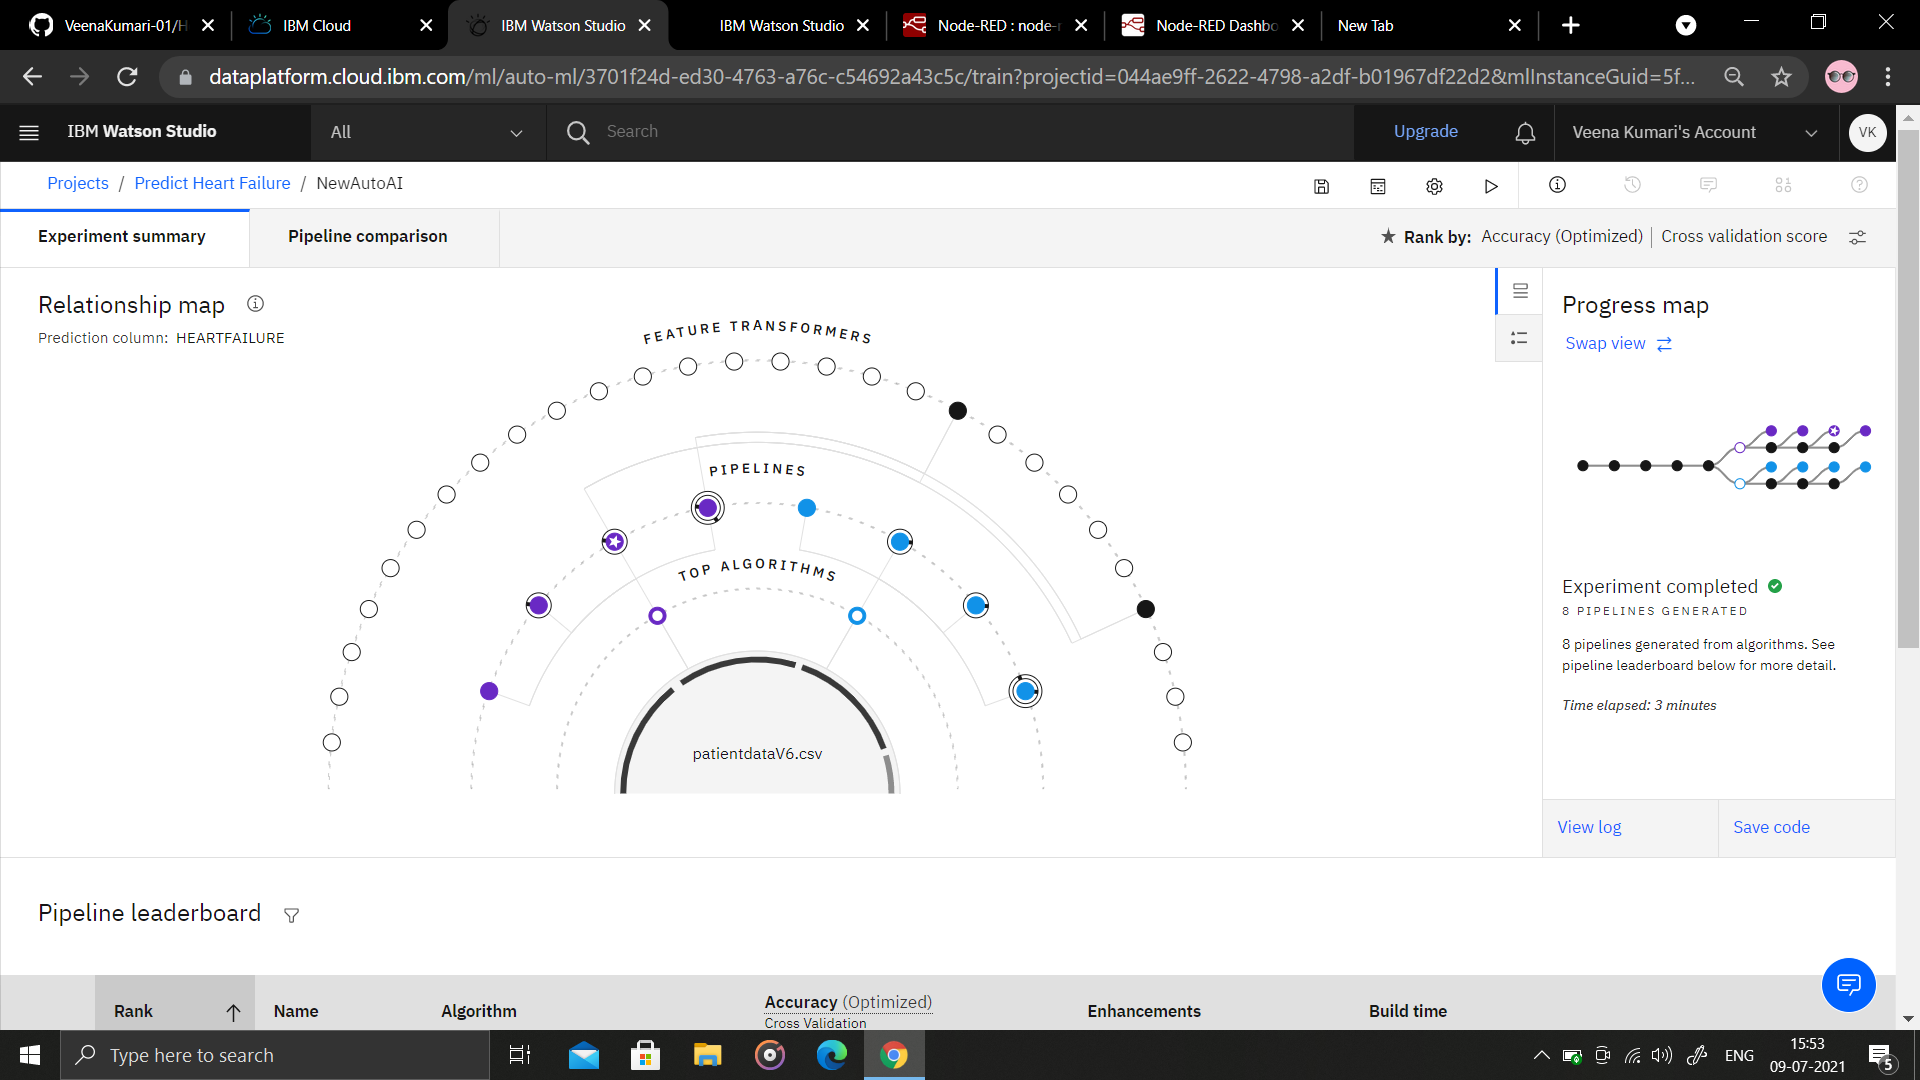 VeenaKumari-01/H
IBM Cloud
IBM Watson Studio
IBM Watson Studio
Node-RED : node-r
Node-RED Dashbo
New Tab
dataplatform.cloud.ibm.com/ml/auto-ml/3701f24d-ed30-4763-a76c-c54692a43c5c/train?projectid=044ae9ff-2622-4798-a2df-b01967df22d2&mlInstanceGuid=5f...
IBM Watson Studio
All
Search
Upgrade
Veena Kumari's Account
VK
Projects / Predict Heart Failure / NewAutoAI
Experiment summary
Pipeline comparison
Rank by: Accuracy (Optimized) | Cross validation score
Relationship map
Prediction column: HEARTFAILURE
FEATURE TRANSFORMERS
PIPELINES
TOP ALGORITHMS
patientdataV6.csv
Progress map
Swap view
Experiment completed
8 PIPELINES GENERATED
8 pipelines generated from algorithms. See
pipeline leaderboard below for more detail.
Time elapsed: 3 minutes
View log
Save code
Pipeline leaderboard
Rank
Name
Algorithm
Accuracy (Optimized)
Cross Validation
Enhancements
Build time
Type here to search
ENG
15:53
09-07-2021
5